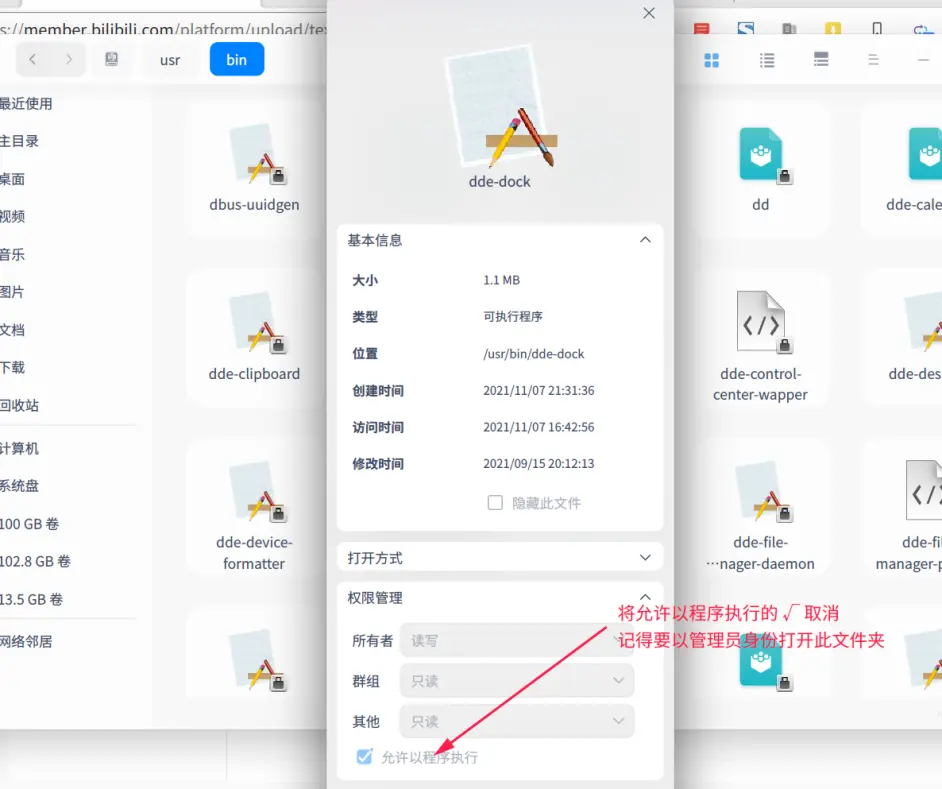 s://member.bilibili.com/platform/upload/tex
usr
bin
最近使用
主目录
桌面
视频
音乐
图片
文档
下载
回收站
计算机
系统盘
100 GB 卷
102.8 GB 卷
13.5 GB 卷
网络邻居
dbus-uuidgen
dde-clipboard
dde-device-
formatter
dde-dock
基本信息
大小
1.1 MB
类型
可执行程序
位置
/usr/bin/dde-dock
创建时间
2021/11/07 21:31:36
访问时间
2021/11/07 16:42:56
修改时间
2021/09/15 20:12:13
隐藏此文件
打开方式
权限管理
所有者
读写
群组
只读
其他
只读
允许以程序执行
将允许以程序执行的√取消
记得要以管理员身份打开此文件夹
dd
dde-cale
dde-control-
center-wapper
dde-des
dde-file-
…nager-daemon
dde-fil
manager-p